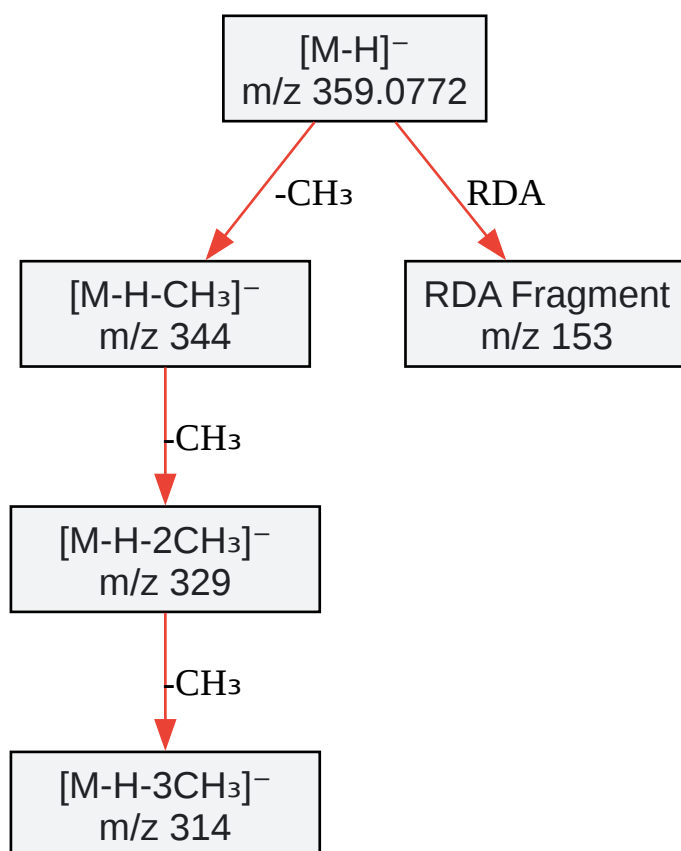 [M-H]⁻
m/z 359.0772
-CH₃
RDA
[M-H-CH₃]⁻
m/z 344
RDA Fragment
m/z 153
-CH₃
[M-H-2CH₃]⁻
m/z 329
-CH₃
[M-H-3CH₃]⁻
m/z 314